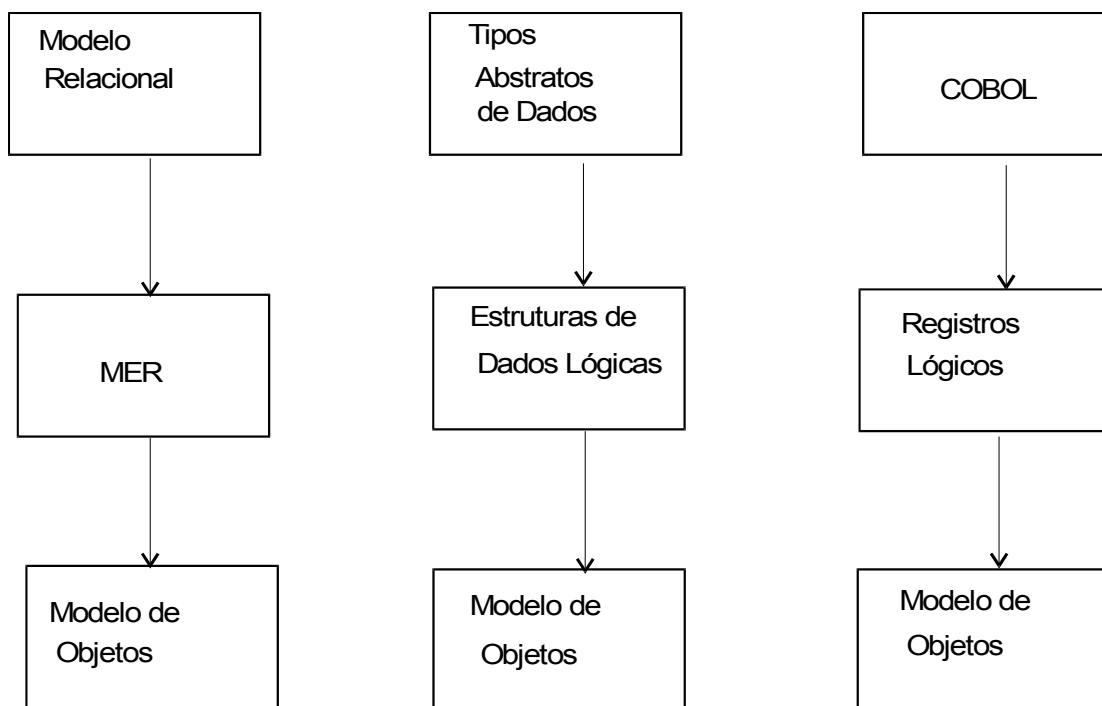 Modelo
Relacional
Tipos
Abstratos
de Dados
COBOL
MER
Estruturas de
Dados Lógicas
Registros
Lógicos
Modelo de
Objetos
Modelo de
Objetos
Modelo de
Objetos